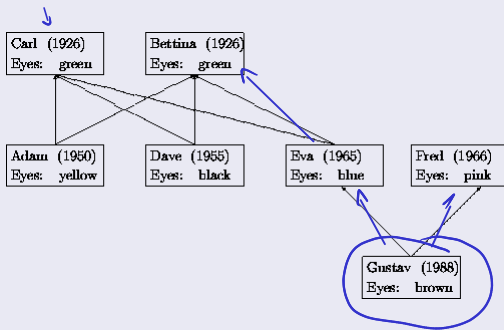 Carl (1926)
Eyes: green
Bettina (1926)
Eyes: green
Adam (1950)
Eyes: yellow
Dave (1955)
Eyes: black
Eva (1965)
Eyes: blue
Fred (1966)
Eyes: pink
Gustav (1988)
Eyes: brown